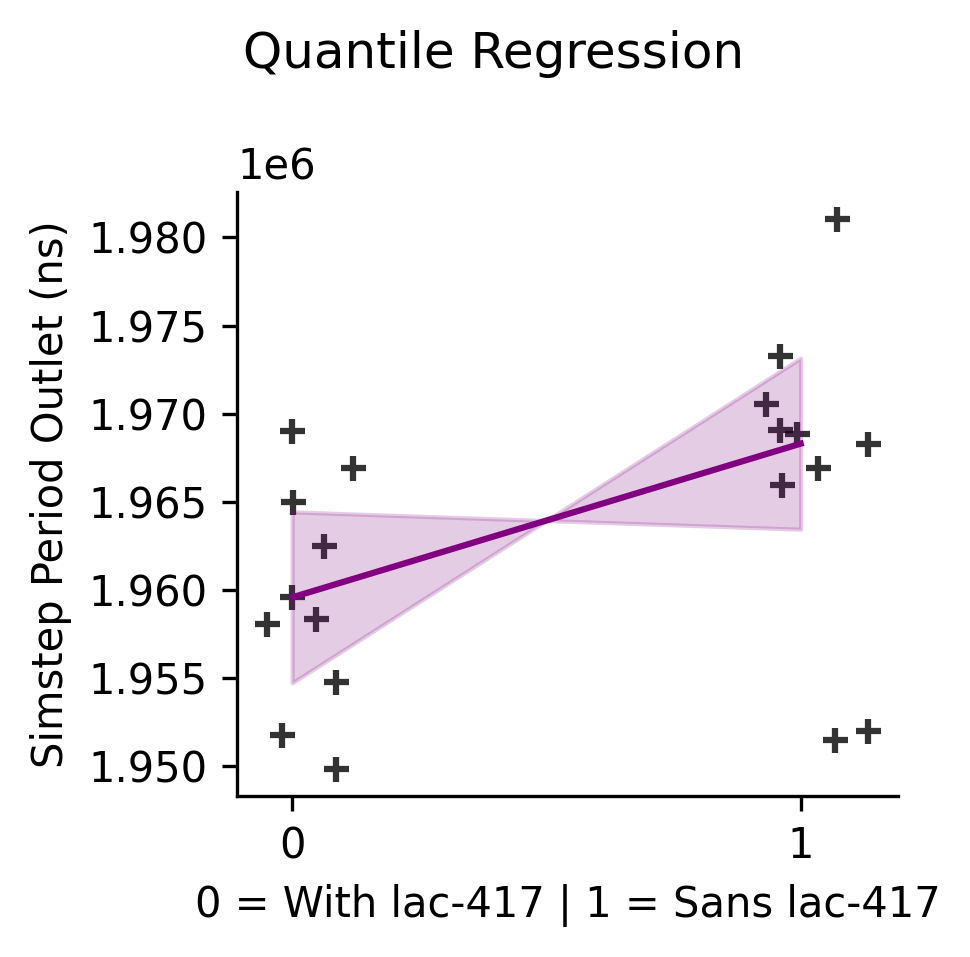 Quantile Regression
1e6
Simstep Period Outlet (ns)
1.980
1.975
1.970
1.965
1.960
1.955
1.950
0
1
0 = With lac-417 | 1 = Sans lac-417